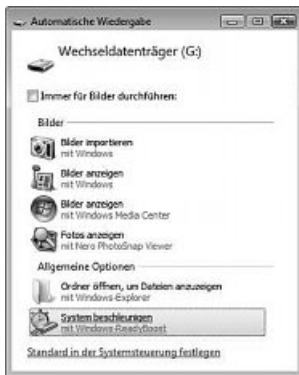 Automatische Wiedergabe
Wechseldatenträger (G:)
Immer für Bilder durchführen:
Bilder
Bilder importieren
mit Windows
Bilder anzeigen
mit Windows
Bilder anzeigen
mit Windows Media Center
Fotos anzeigen
mit Nero PhotoSnap Viewer
Allgemeine Optionen
Ordner öffnen, um Dateien anzuzeigen
mit Windows-Explorer
System beschleunigen
mit Windows-ReadyBoost
Standard in der Systemsteuerung festlegen